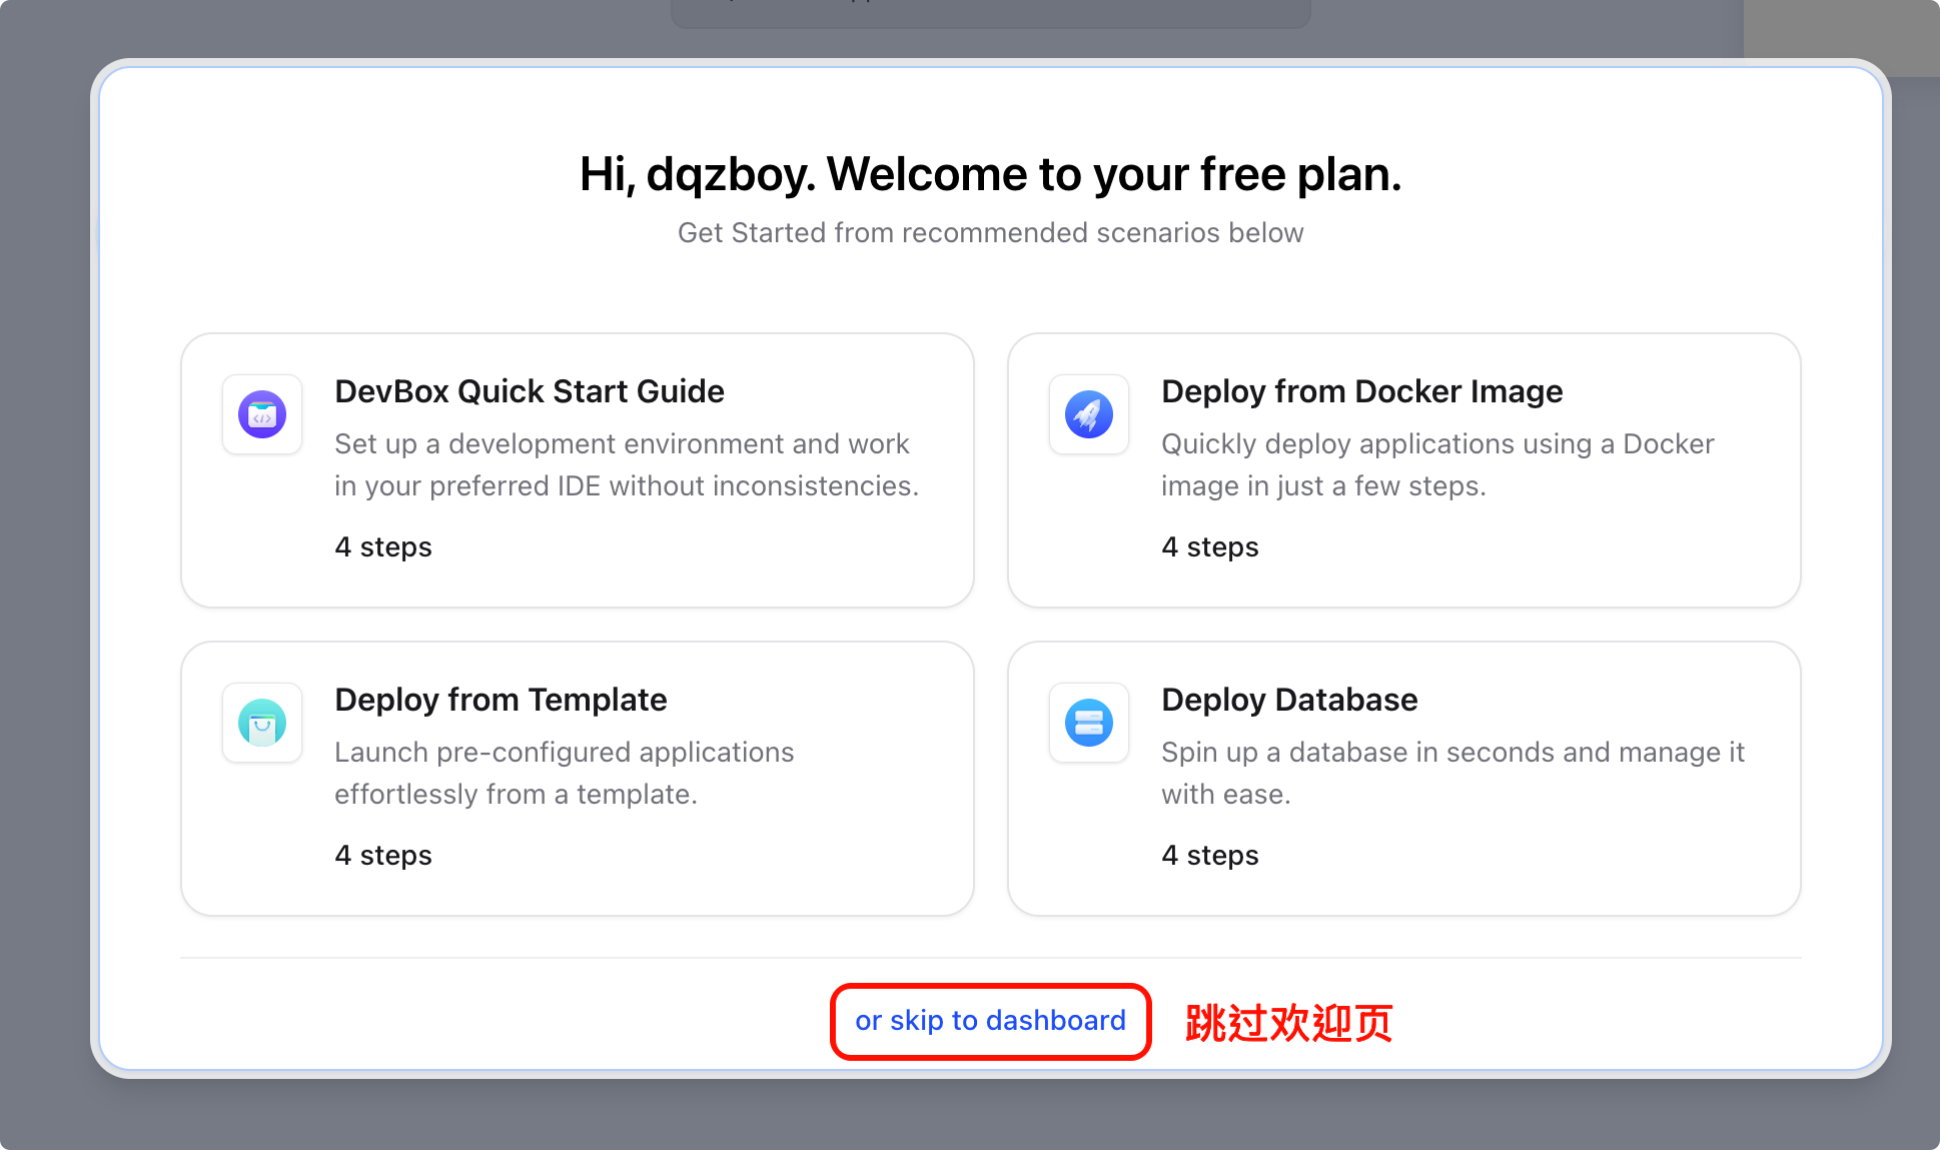 Hi, dqzboy. Welcome to your free plan.
Get Started from recommended scenarios below
DevBox Quick Start Guide
Set up a development environment and work
in your preferred IDE without inconsistencies.
4 steps
Deploy from Docker Image
Quickly deploy applications using a Docker
image in just a few steps.
4 steps
Deploy from Template
Launch pre-configured applications
effortlessly from a template.
4 steps
Deploy Database
Spin up a database in seconds and manage it
with ease.
4 steps
or skip to dashboard
跳过欢迎页